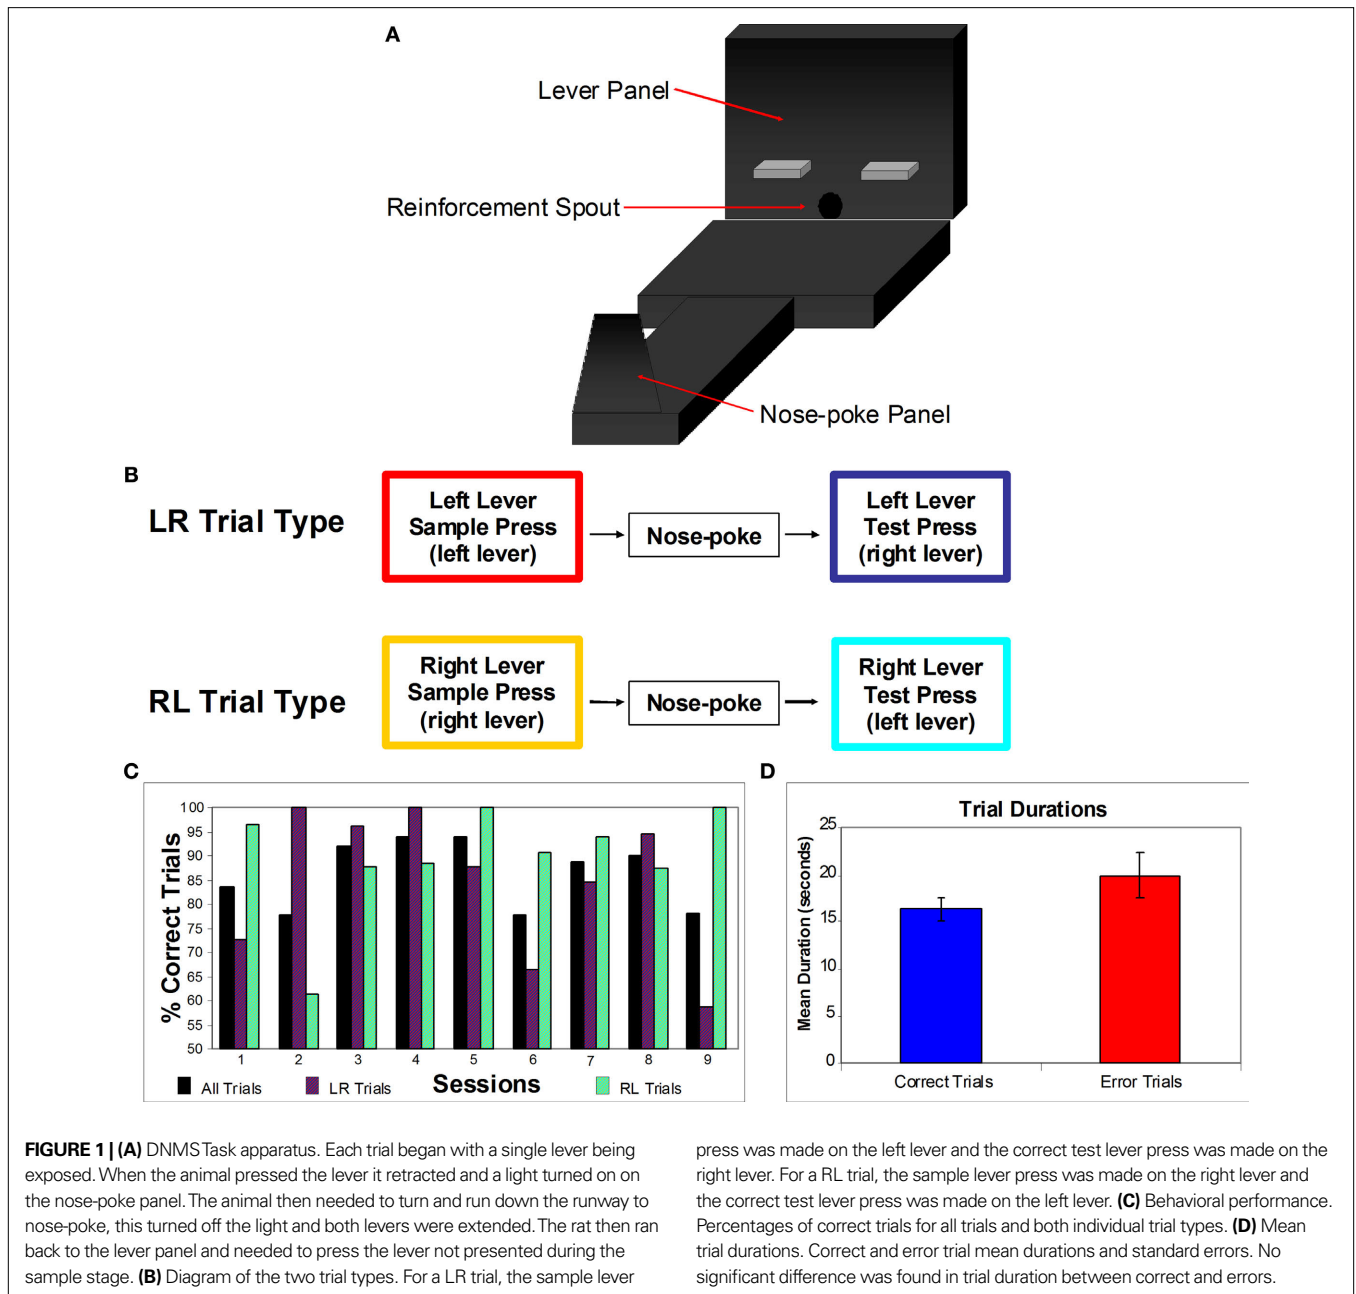 A
Lever Panel
Reinforcement Spout
Nose-poke Panel
B
LR Trial Type
Left Lever
Sample Press
(left lever)
Nose-poke
Left Lever
Test Press
(right lever)
RL Trial Type
Right Lever
Sample Press
(right lever)
Nose-poke
Right Lever
Test Press
(left lever)
C
% Correct Trials
100
95
90
85
80
75
70
65
60
55
50
1 2 3 4 5 6 7 8 9
Sessions
All Trials LR Trials RL Trials
D
Trial Durations
Mean Duration (seconds)
25
20
15
10
5
0
Correct Trials Error Trials
FIGURE 1 | (A) DNMS Task apparatus. Each trial began with a single lever being
exposed. When the animal pressed the lever it retracted and a light turned on on
the nose-poke panel. The animal then needed to turn and run down the runway to
nose-poke, this turned off the light and both levers were extended. The rat then ran
back to the lever panel and needed to press the lever not presented during the
sample stage. (B) Diagram of the two trial types. For a LR trial, the sample lever
press was made on the left lever and the correct test lever press was made on the
right lever. For a RL trial, the sample lever press was made on the right lever and
the correct test lever press was made on the left lever. (C) Behavioral performance.
Percentages of correct trials for all trials and both individual trial types. (D) Mean
trial durations. Correct and error trial mean durations and standard errors. No
significant difference was found in trial duration between correct and errors.